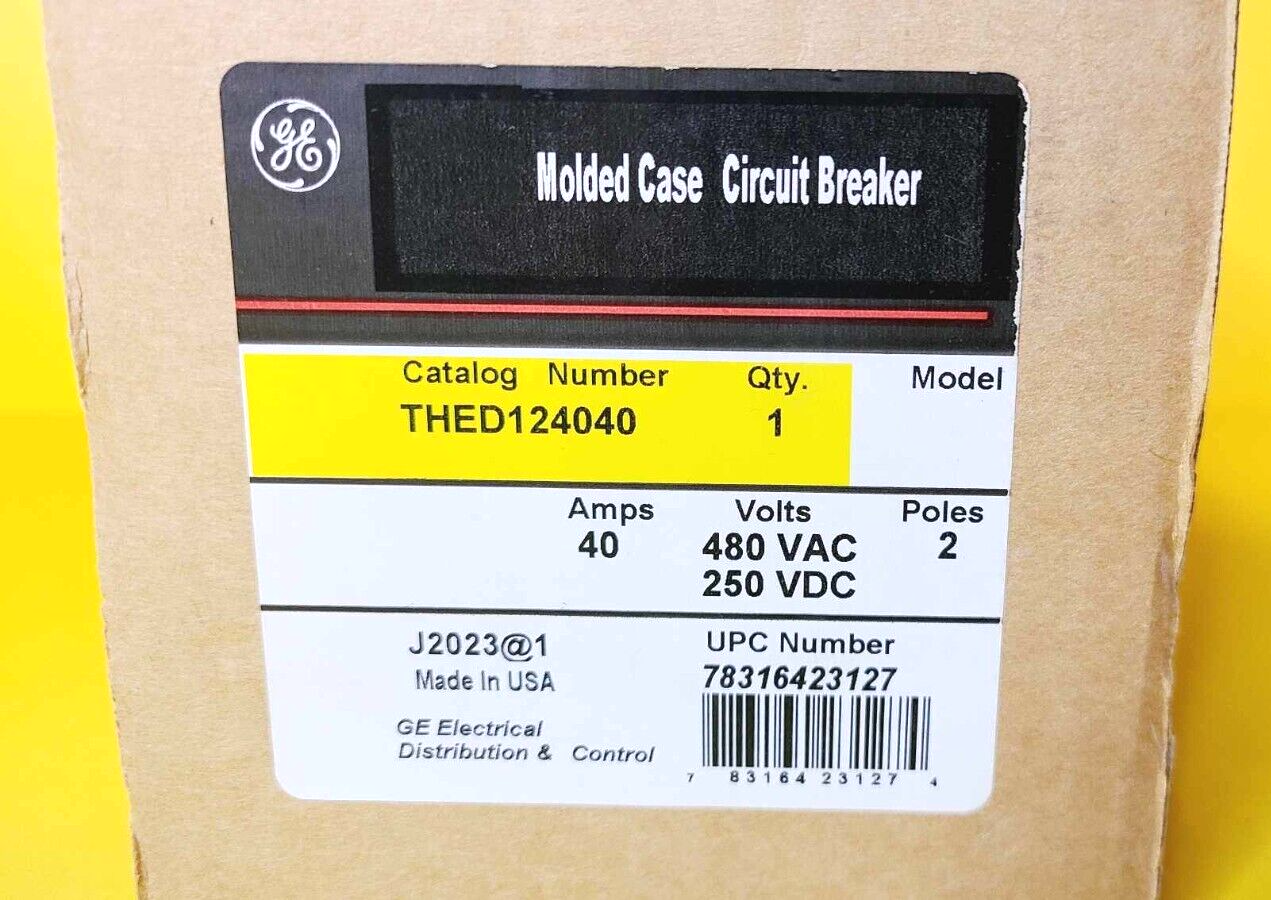 GE
Molded Case Circuit Breaker
Catalog Number Qty. Model
THED124040 1
Amps Volts Poles
40 480 VAC 2
250 VDC
J2023@1 UPC Number
Made In USA 78316423127
GE Electrical
Distribution & Control
7 83164 23127 4